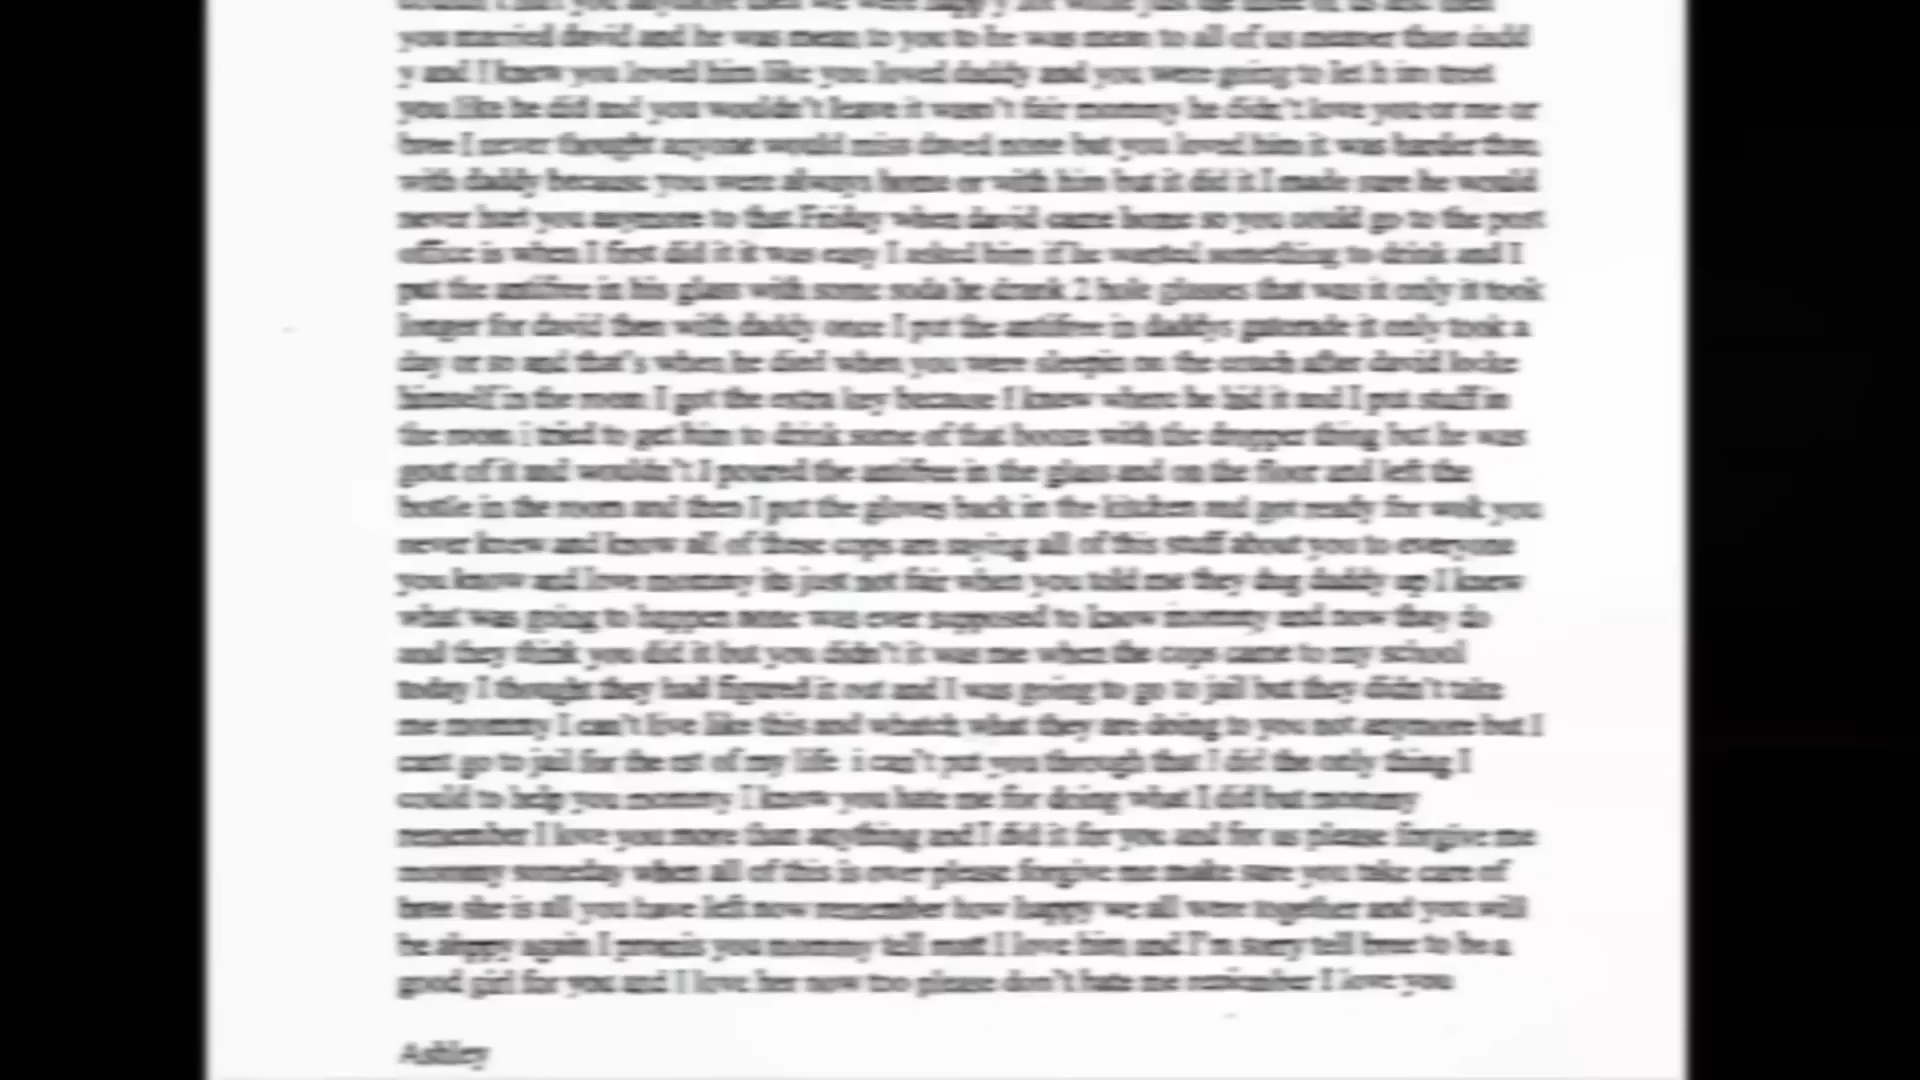 you anymore then we were happy for while just the three of us and then
you married david and he was mean to you to he was mean to all of us meaner than dadd
y and I knew you loved him like you loved daddy and you were going to let h im treet
you like he did and you wouldn't leave it wasn't fair mommy he didn't love you or me or
bree I never thought anyone would miss daved none but you loved him it was harder than
with daddy because you were always home or with him but it did it I made sure he would
never hurt you anymore to that Friday when david came home so you could go to the post
office is when I first did it it was easy I asked him if he wanted something to drink and I
put the antifree in his glass with some soda he drank 2 hole glasses that was it only it took
longer for david then with daddy once I put the antifree in daddys gatorade it only took a
day or so and that's when he died when you were sleepin on the couch after david locke
himself in the room I got the extra key because I knew where he hid it and I put stuff in
the room i tried to get him to drink some of that booze with the dropper thing but he was
of it and wouldn't I poured the antifree in the glass and on the floor and left the
bottle in the room and then I put the gloves back in the kitchen and got ready for you
never knew and know all of these cops are saying all of this stuff about you to everyone
you know and love mommy its just not fair when you told me they dug daddy up I knew
what was going to happen none was ever supposed to know mommy and now they do
and they think you did it but you didn't it was me when the cops came to my school
today I thought they had figured it out and I was going to go to jail but they didn't take
me mommy I can't live like this and whatch what they are doing to you not anymore but I
cant go to jail for the rst of my life i can't put you through that I did the only thing I
could to help you mommy I know you hate me for doing what I did but mommy
remember I love you more than anything and I did it for you and for us please forgive me
mommy someday when all of this is over please forgive me make sure you take care of
bree she is all you have left now remember how happy we all were together and you will
be again I promis you mommy tell matt I love him and I'm sorry tell bree to be a
good girl for you and I love her now too please don't hate me remember I love you
Ashley